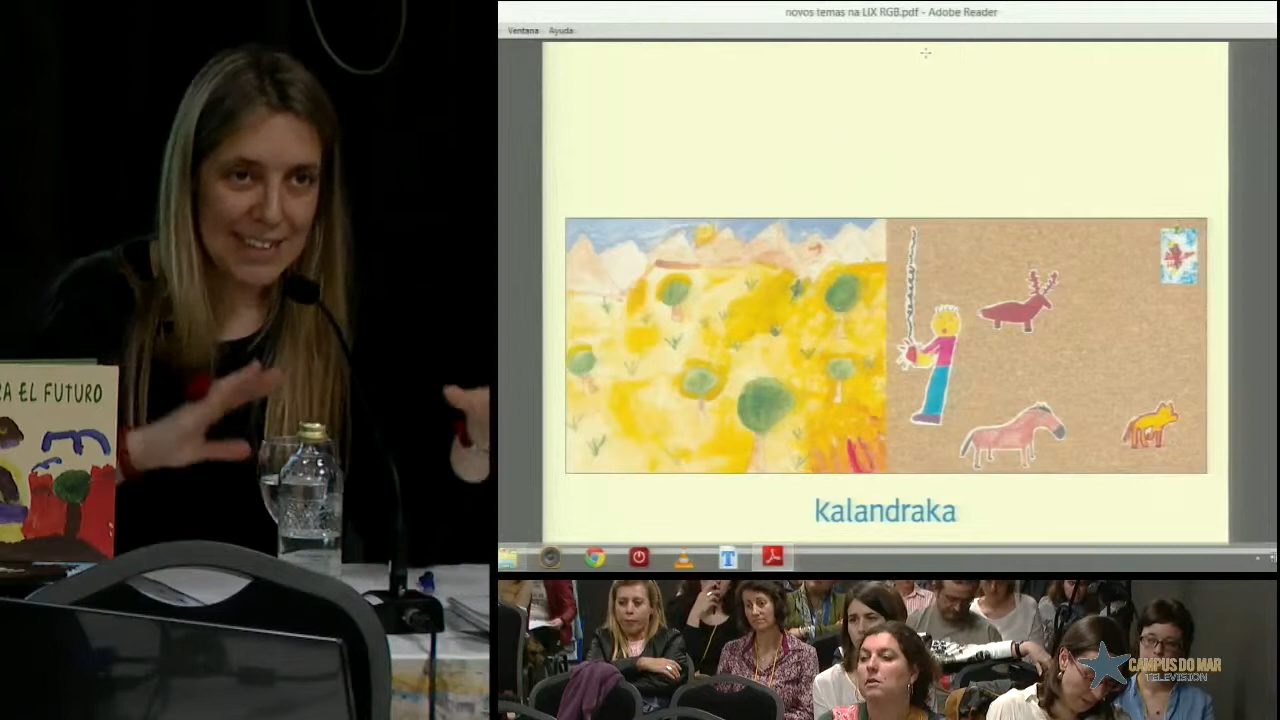 novos temas na LIX RGB.pdf - Adobe Reader
Ventana Ayuda
RA EL FUTURO
kalandraka
CAMPUS DO MAR
TELEVISION